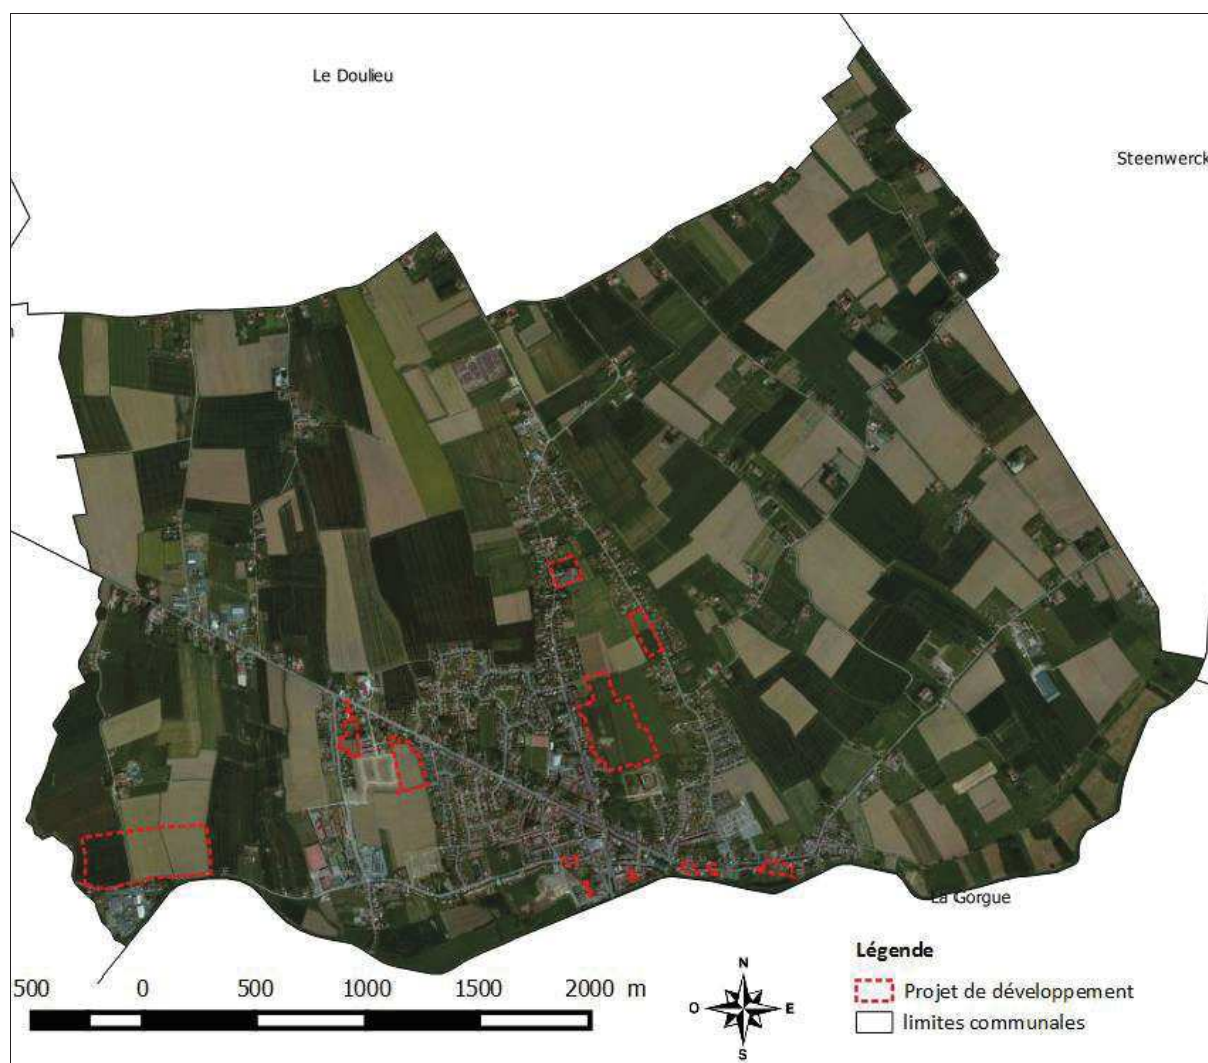 Le Doulieu
Steenwerck
La Gorgue
Légende
Projet de développement
limites communales
500 0 500 1000 1500 2000 m
N
O E
S